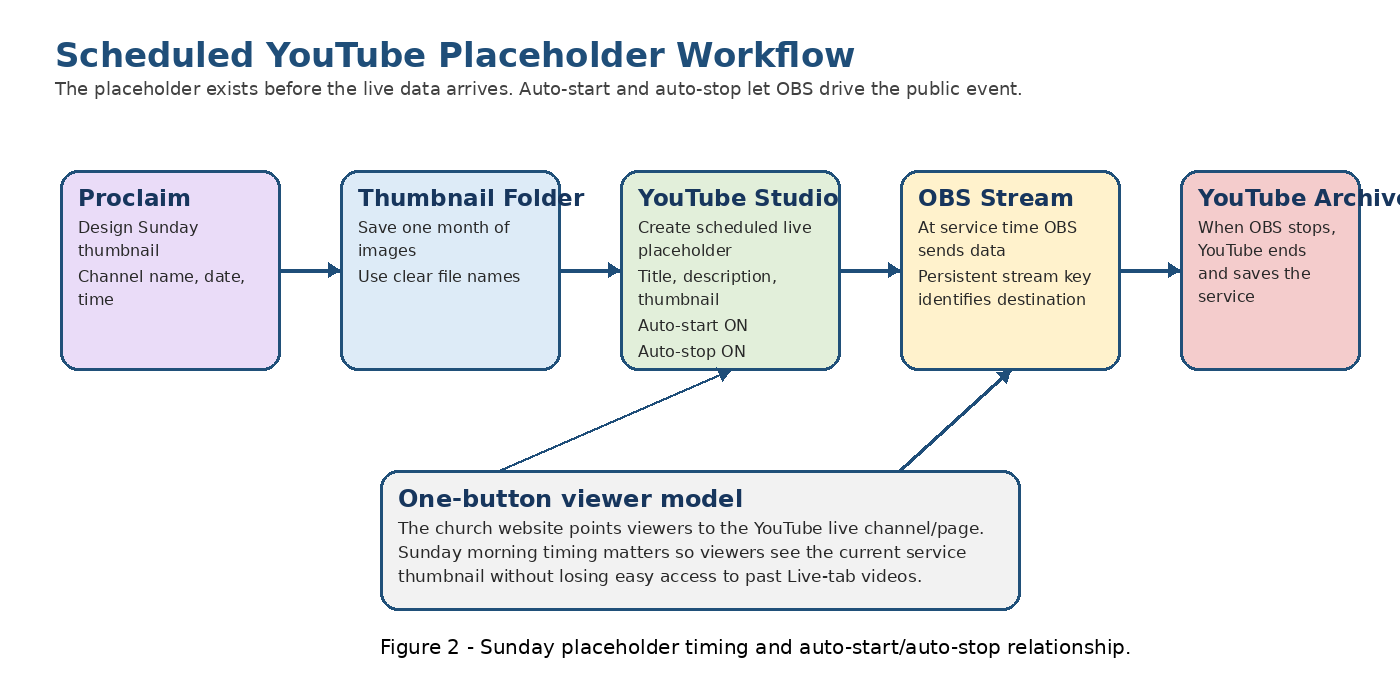 Scheduled YouTube Placeholder Workflow
The placeholder exists before the live data arrives. Auto-start and auto-stop let OBS drive the public event.
Proclaim
Design Sunday
thumbnail
Channel name, date,
time
Thumbnail Folder
Save one month of
images
Use clear file names
YouTube Studio
Create scheduled live
placeholder
Title, description,
thumbnail
Auto-start ON
Auto-stop ON
OBS Stream
At service time OBS
sends data
Persistent stream key
identifies destination
YouTube Archive
When OBS stops,
YouTube ends
and saves the
service
One-button viewer model
The church website points viewers to the YouTube live channel/page.
Sunday morning timing matters so viewers see the current service
thumbnail without losing easy access to past Live-tab videos.
Figure 2 - Sunday placeholder timing and auto-start/auto-stop relationship.